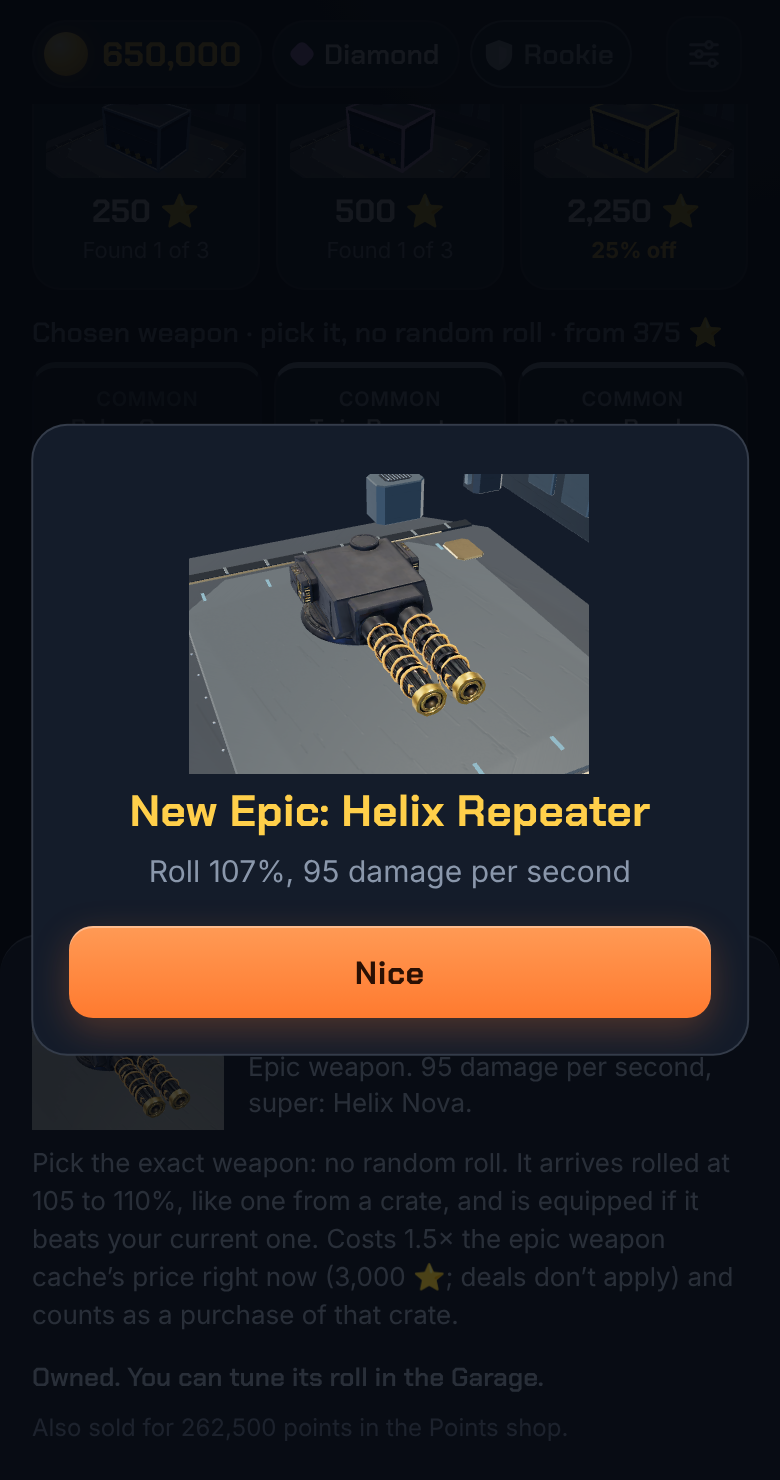 650,000 Diamond Rookie
250 ⭐ 500 ⭐ 2,250 ⭐
Found 1 of 3 Found 1 of 3 25% off
Chosen weapon · pick it, no random roll · from 375 ⭐
COMMON COMMON COMMON
New Epic: Helix Repeater
Roll 107%, 95 damage per second
Nice
Epic weapon. 95 damage per second,
super: Helix Nova.
Pick the exact weapon: no random roll. It arrives rolled at
105 to 110%, like one from a crate, and is equipped if it
beats your current one. Costs 1.5× the epic weapon
cache’s price right now (3,000 ⭐; deals don’t apply) and
counts as a purchase of that crate.
Owned. You can tune its roll in the Garage.
Also sold for 262,500 points in the Points shop.